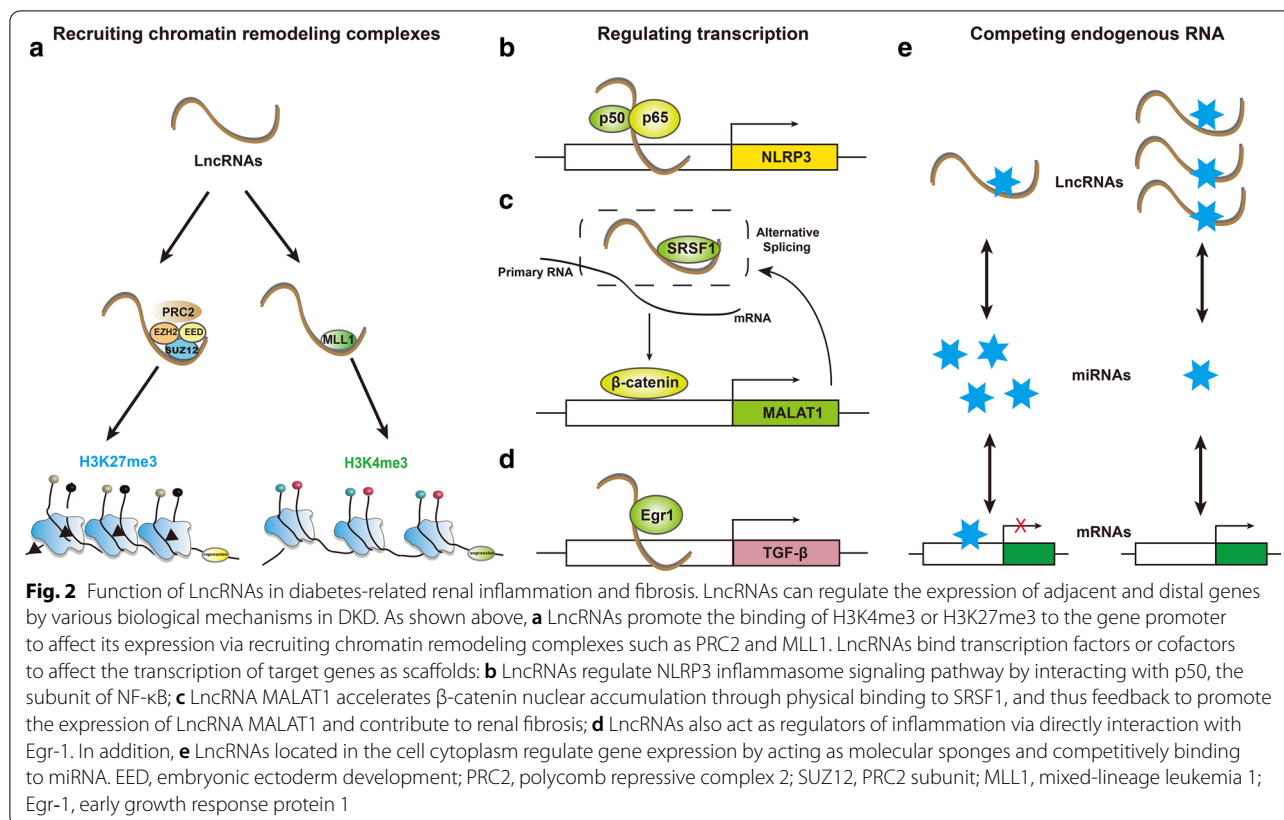 Recruiting chromatin remodeling complexes
a
LncRNAs
PRC2
EZH2
EED
SUZ12
MLL1
H3K27me3
H3K4me3
repression
expression
Regulating transcription
b
p50
p65
NLRP3
c
SRSF1
Alternative
Splicing
Primary RNA
mRNA
β-catenin
MALAT1
d
Egr1
TGF-β
Competing endogenous RNA
e
LncRNAs
miRNAs
mRNAs
X
Fig. 2 Function of LncRNAs in diabetes-related renal inflammation and fibrosis. LncRNAs can regulate the expression of adjacent and distal genes
by various biological mechanisms in DKD. As shown above, a LncRNAs promote the binding of H3K4me3 or H3K27me3 to the gene promoter
to affect its expression via recruiting chromatin remodeling complexes such as PRC2 and MLL1. LncRNAs bind transcription factors or cofactors
to affect the transcription of target genes as scaffolds: b LncRNAs regulate NLRP3 inflammasome signaling pathway by interacting with p50, the
subunit of NF-κB; c LncRNA MALAT1 accelerates β-catenin nuclear accumulation through physical binding to SRSF1, and thus feedback to promote
the expression of LncRNA MALAT1 and contribute to renal fibrosis; d LncRNAs also act as regulators of inflammation via directly interaction with
Egr-1. In addition, e LncRNAs located in the cell cytoplasm regulate gene expression by acting as molecular sponges and competitively binding
to miRNA. EED, embryonic ectoderm development; PRC2, polycomb repressive complex 2; SUZ12, PRC2 subunit; MLL1, mixed-lineage leukemia 1;
Egr-1, early growth response protein 1